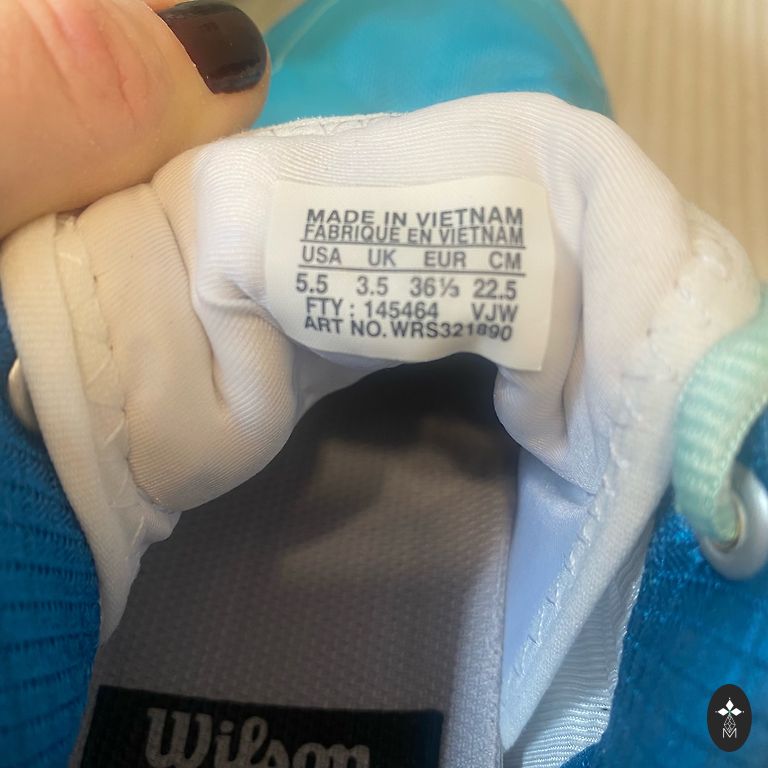 MADE IN VIETNAM
FABRIQUE EN VIETNAM
USA UK EUR CM
5.5 3.5 36⅓ 22.5
FTY : 145464 VJW
ART NO. WRS321890
Wilson
M